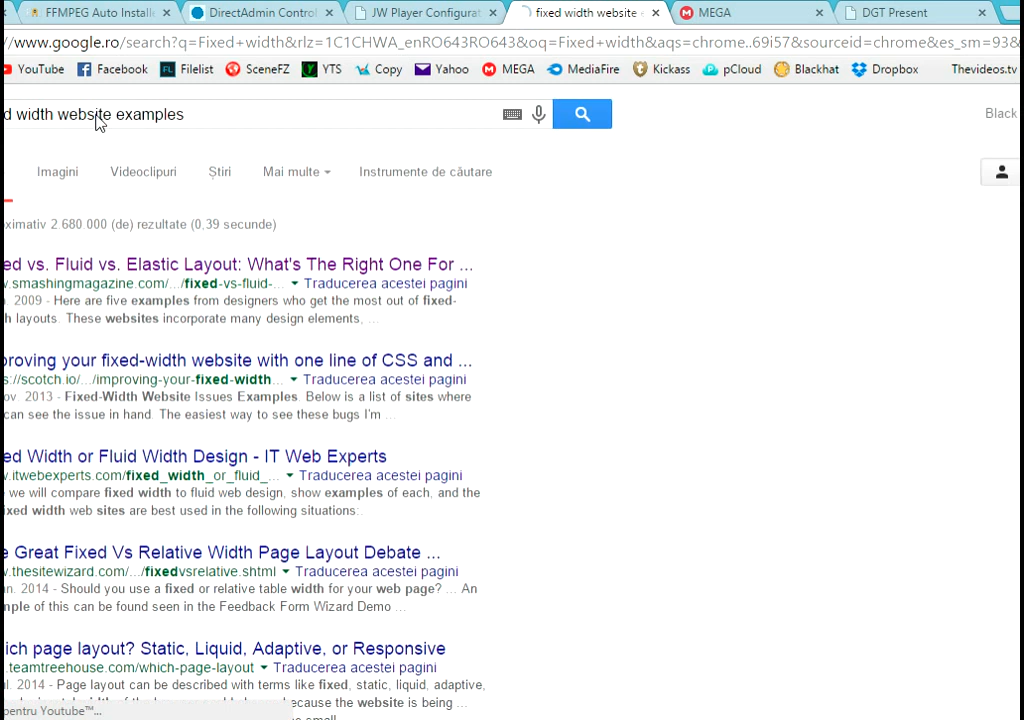 FFMPEG Auto Install DirectAdmin Control JW Player Configurat fixed width website MEGA DGT Present
//www.google.ro/search?q=Fixed+width&rlz=1C1CHWA_enRO643RO643&oq=Fixed+width&aqs=chrome..69i57&sourceid=chrome&es_sm=93&
YouTube Facebook Filelist SceneFZ YTS Copy Yahoo MEGA MediaFire Kickass pCloud Blackhat Dropbox Thevideos.tv
d width website examples
Black
Imagini Videoclipuri Știri Mai multe Instrumente de căutare
ximativ 2.680.000 (de) rezultate (0,39 secunde)
ed vs. Fluid vs. Elastic Layout: What's The Right One For ...
.smashingmagazine.com/.../fixed-vs-fluid-... Traducerea acestei pagini
. 2009 - Here are five examples from designers who get the most out of fixed-
h layouts. These websites incorporate many design elements, ...
proving your fixed-width website with one line of CSS and ...
s://scotch.io/.../improving-your-fixed-width... Traducerea acestei pagini
ov. 2013 - Fixed-Width Website Issues Examples. Below is a list of sites where
can see the issue in hand. The easiest way to see these bugs I'm ...
ed Width or Fluid Width Design - IT Web Experts
.itwebexperts.com/fixed_width_or_fluid_... Traducerea acestei pagini
we will compare fixed width to fluid web design, show examples of each, and the
ixed width web sites are best used in the following situations:.
e Great Fixed Vs Relative Width Page Layout Debate ...
.thesitewizard.com/.../fixedvsrelative.shtml Traducerea acestei pagini
n. 2014 - Should you use a fixed or relative table width for your web page? ... An
mple of this can be found seen in the Feedback Form Wizard Demo ...
ich page layout? Static, Liquid, Adaptive, or Responsive
.teamtreehouse.com/which-page-layout Traducerea acestei pagini
l. 2014 - Page layout can be described with terms like fixed, static, liquid, adaptive,
because the website is being ...
pentru Youtube™...